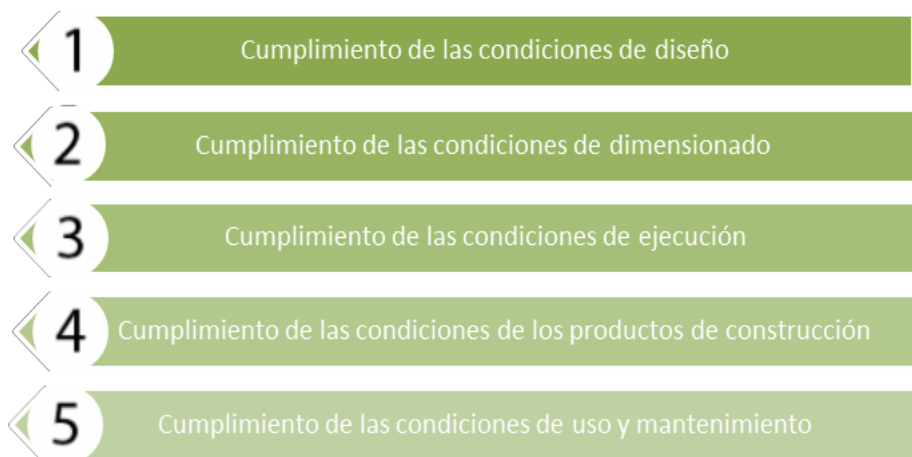 1 Cumplimiento de las condiciones de diseño
2 Cumplimiento de las condiciones de dimensionado
3 Cumplimiento de las condiciones de ejecución
4 Cumplimiento de las condiciones de los productos de construcción
5 Cumplimiento de las condiciones de uso y mantenimiento